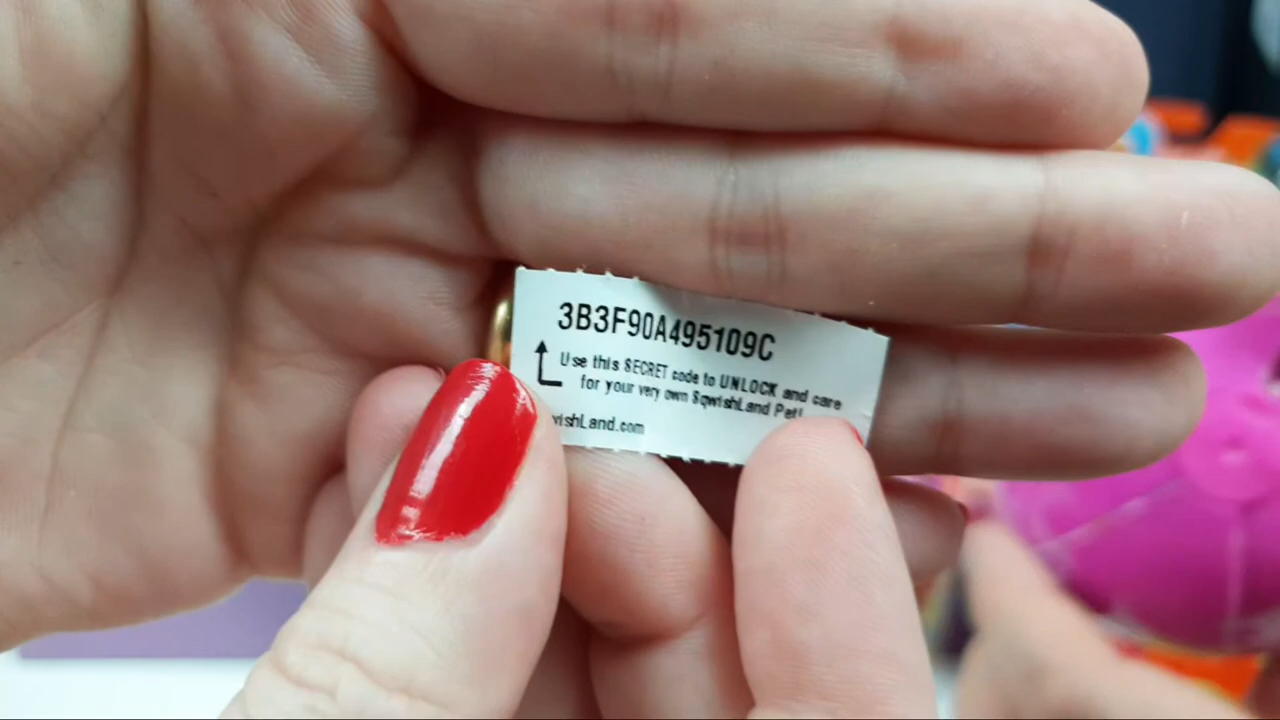 3B3F90A495109C
Use this SECRET code to UNLOCK and care
for your very own SqwishLand Pet!
wishLand.com